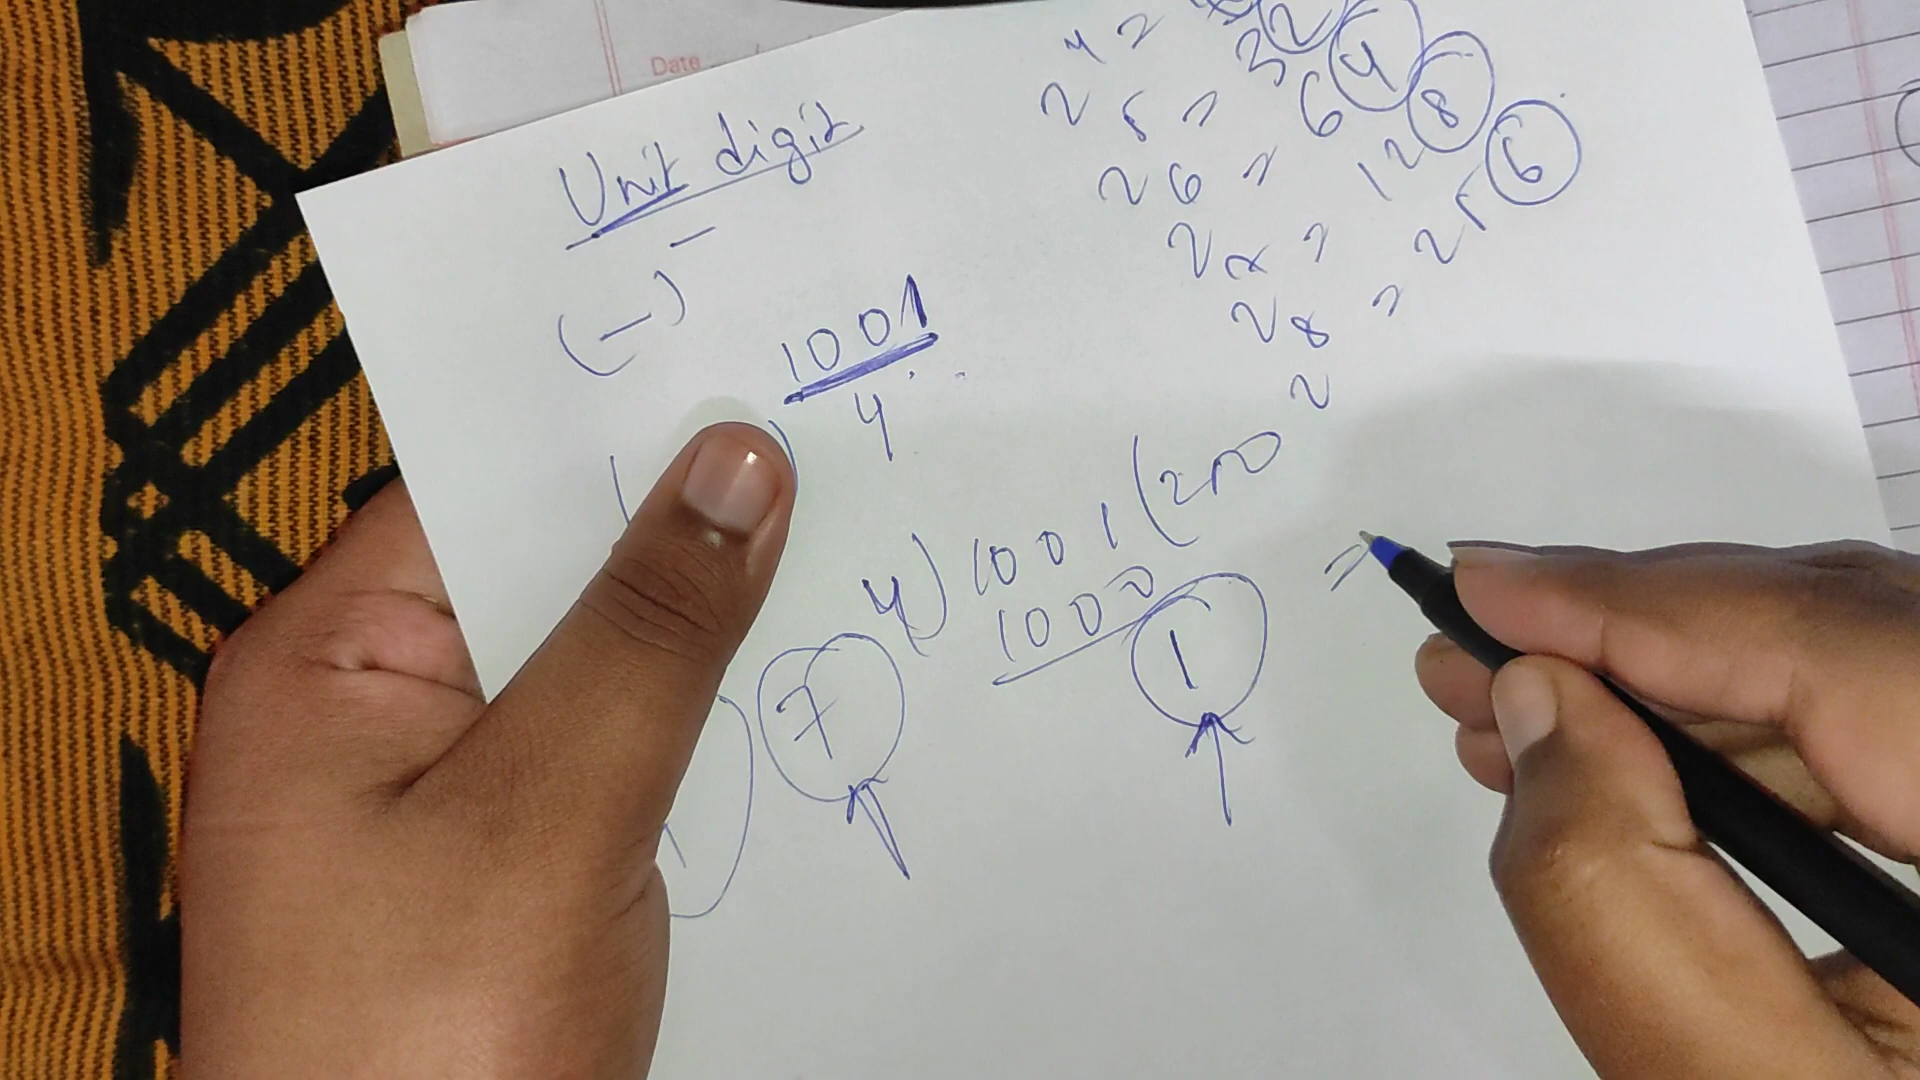 Date
Unit digit
(–)
1001
4
2 4 =
2 5 = 32
2 6 = 64
2 7 = 128
2 8 = 256
4) 1001 (250
1000
1
7
=